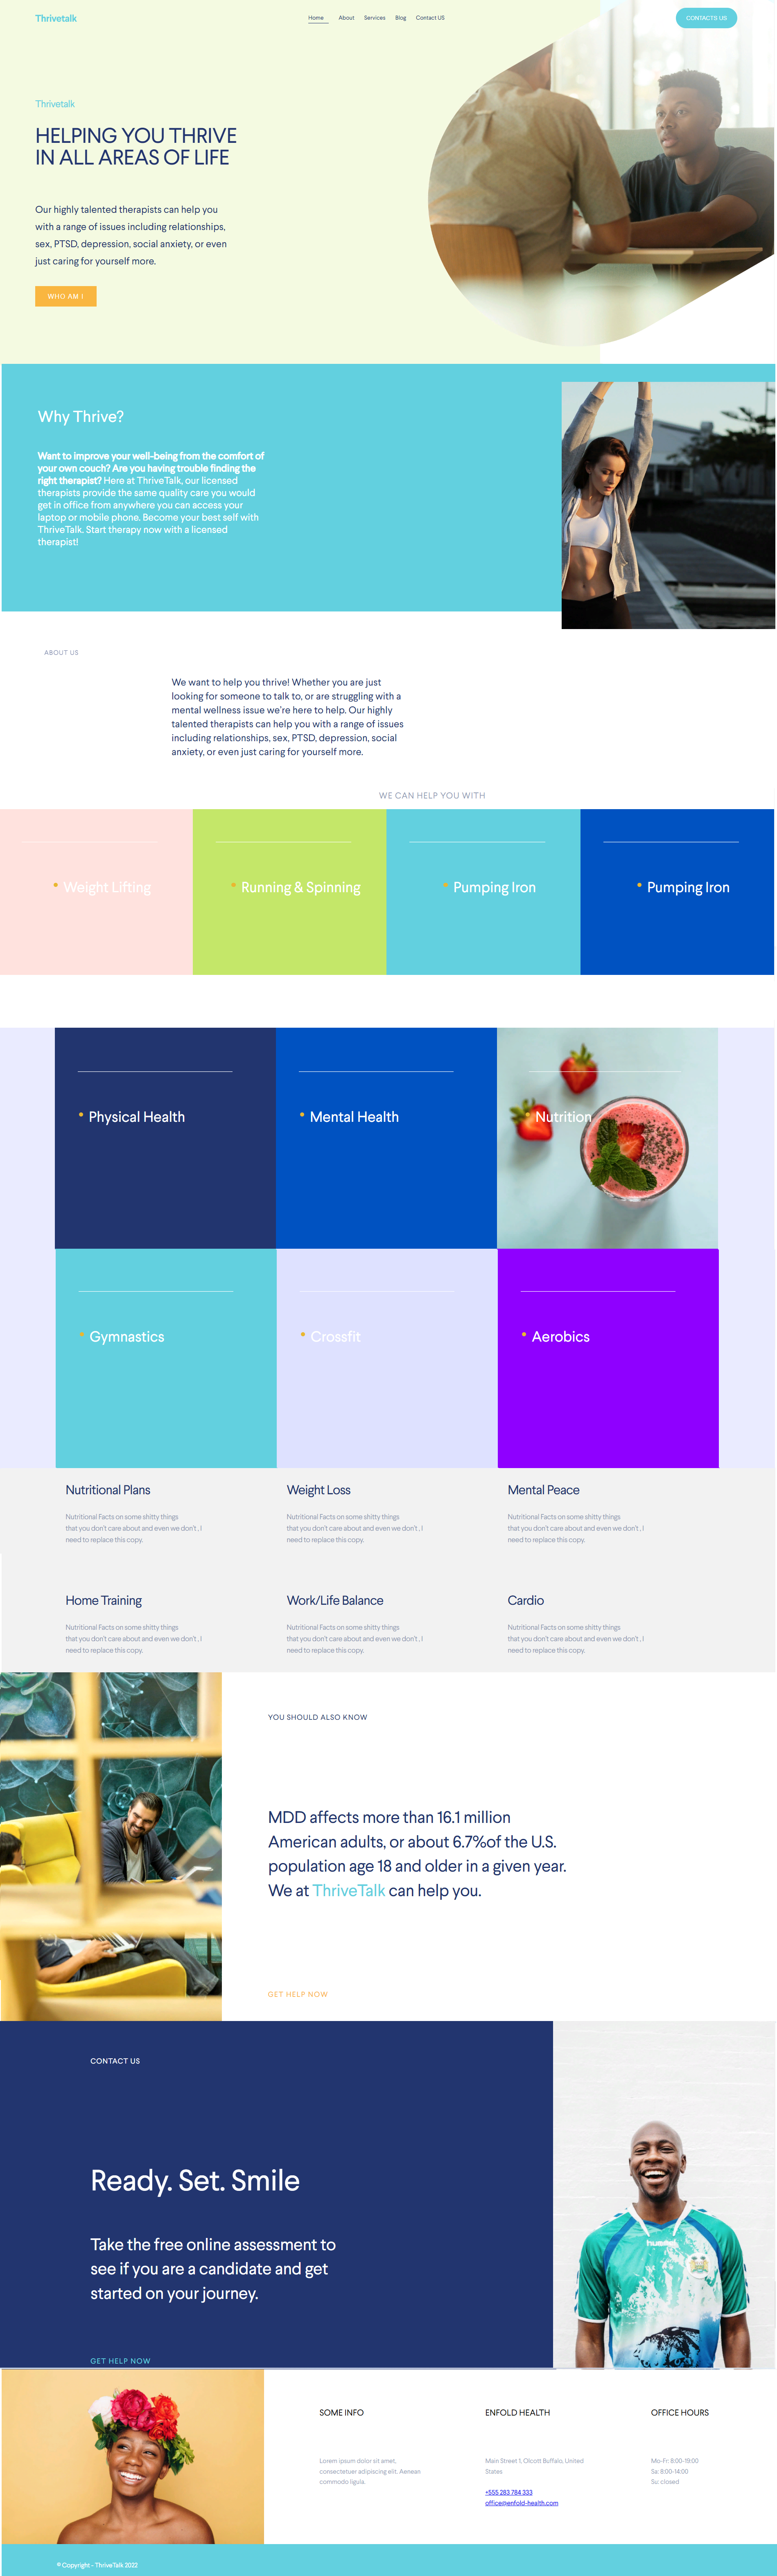 Thrivetalk
Home About Services Blog Contact US
CONTACTS US
Thrivetalk
HELPING YOU THRIVE
IN ALL AREAS OF LIFE
Our highly talented therapists can help you
with a range of issues including relationships,
sex, PTSD, depression, social anxiety, or even
just caring for yourself more.
WHO AM I
Why Thrive?
Want to improve your well-being from the comfort of
your own couch? Are you having trouble finding the
right therapist? Here at ThriveTalk, our licensed
therapists provide the same quality care you would
get in office from anywhere you can access your
laptop or mobile phone. Become your best self with
ThriveTalk. Start therapy now with a licensed
therapist!
ABOUT US
We want to help you thrive! Whether you are just
looking for someone to talk to, or are struggling with a
mental wellness issue we're here to help. Our highly
talented therapists can help you with a range of issues
including relationships, sex, PTSD, depression, social
anxiety, or even just caring for yourself more.
WE CAN HELP YOU WITH
• Weight Lifting
• Running & Spinning
• Pumping Iron
• Pumping Iron
• Physical Health
• Mental Health
• Nutrition
• Gymnastics
• Crossfit
• Aerobics
Nutritional Plans
Nutritional Facts on some shitty things
that you don't care about and even we don't , I
need to replace this copy.
Weight Loss
Nutritional Facts on some shitty things
that you don't care about and even we don't , I
need to replace this copy.
Mental Peace
Nutritional Facts on some shitty things
that you don't care about and even we don't , I
need to replace this copy.
Home Training
Nutritional Facts on some shitty things
that you don't care about and even we don't , I
need to replace this copy.
Work/Life Balance
Nutritional Facts on some shitty things
that you don't care about and even we don't , I
need to replace this copy.
Cardio
Nutritional Facts on some shitty things
that you don't care about and even we don't , I
need to replace this copy.
YOU SHOULD ALSO KNOW
MDD affects more than 16.1 million
American adults, or about 6.7%of the U.S.
population age 18 and older in a given year.
We at ThriveTalk can help you.
GET HELP NOW
CONTACT US
Ready. Set. Smile
Take the free online assessment to
see if you are a candidate and get
started on your journey.
GET HELP NOW
hummel
SOME INFO
Lorem ipsum dolor sit amet,
consectetuer adipiscing elit. Aenean
commodo ligula.
ENFOLD HEALTH
Main Street 1, Olcott Buffalo, United
States
+555 283 784 333
office@enfold-health.com
OFFICE HOURS
Mo-Fr: 8:00-19:00
Sa: 8:00-14:00
Su: closed
© Copyright - ThriveTalk 2022